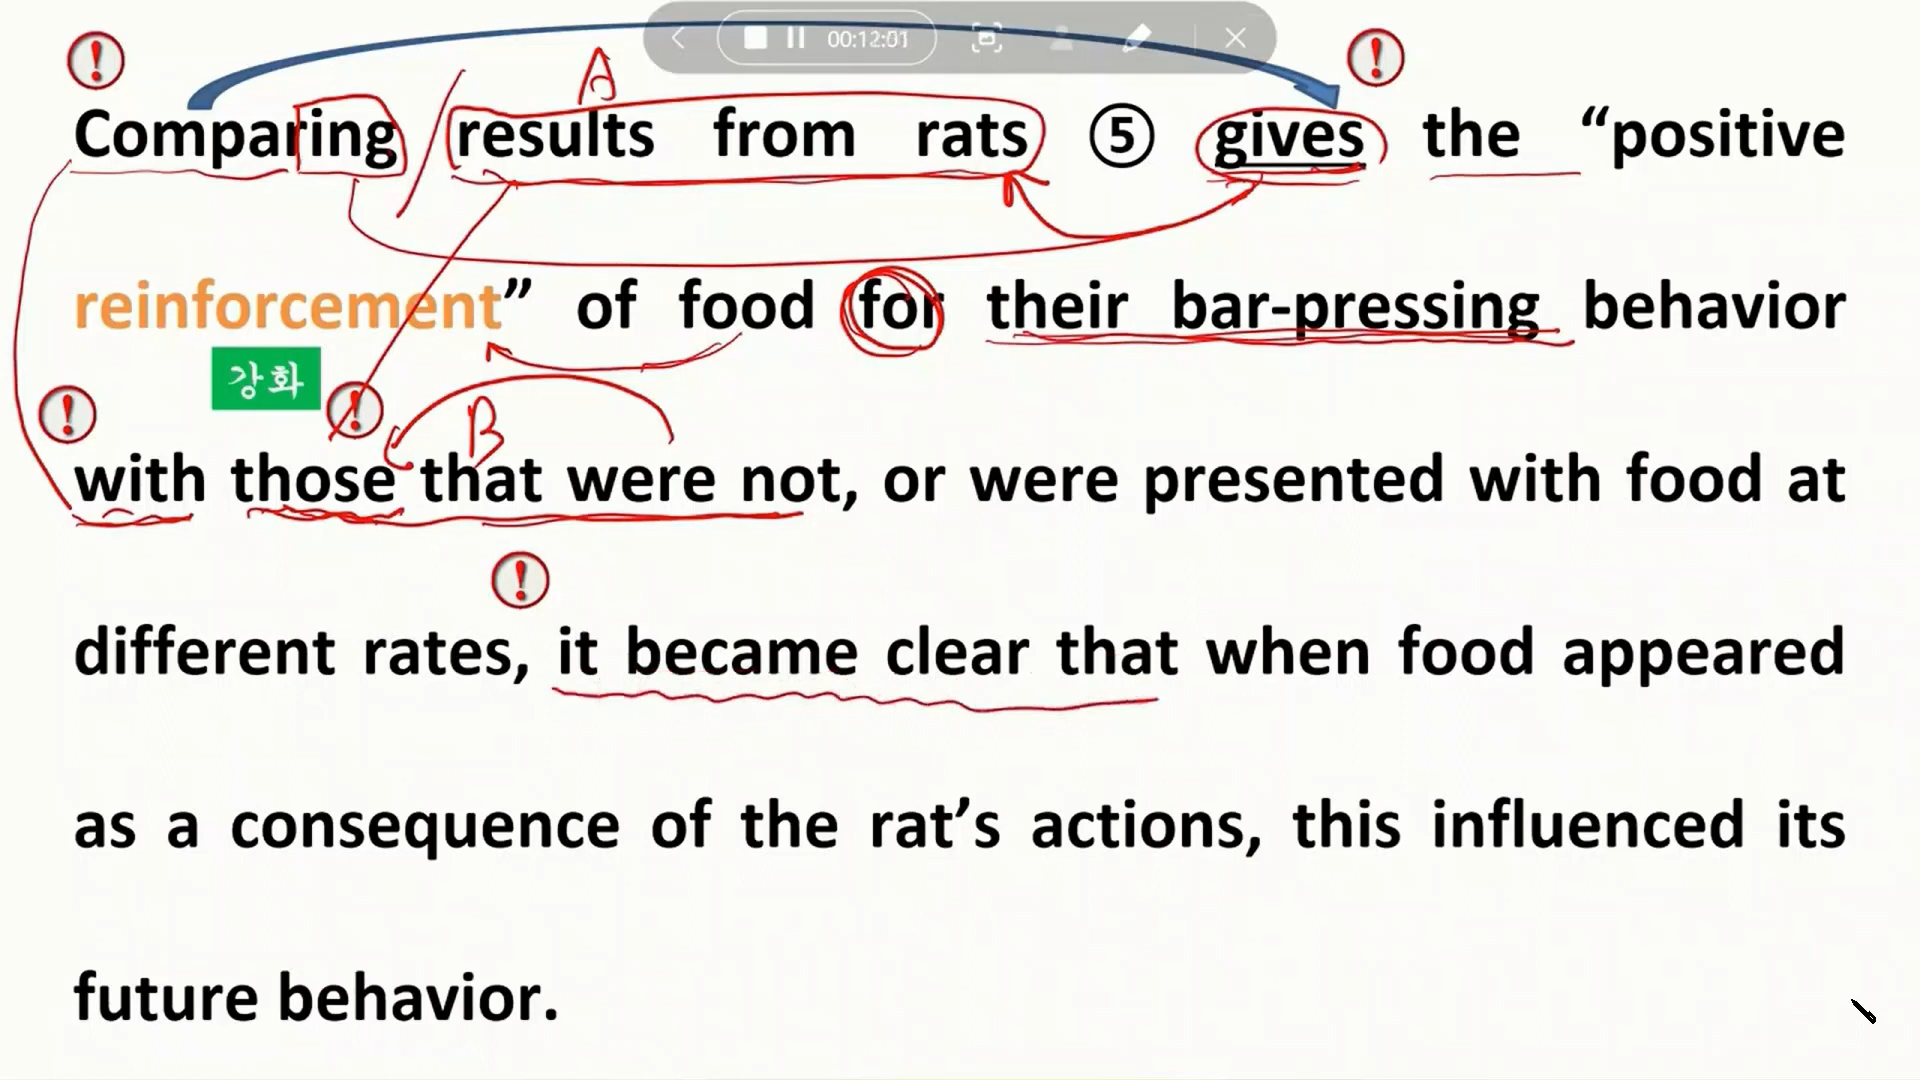 00:12:01
A
Comparing results from rats ⑤ gives the “positive
reinforcement” of food for their bar-pressing behavior
강화
B
with those that were not, or were presented with food at
different rates, it became clear that when food appeared
as a consequence of the rat’s actions, this influenced its
future behavior.